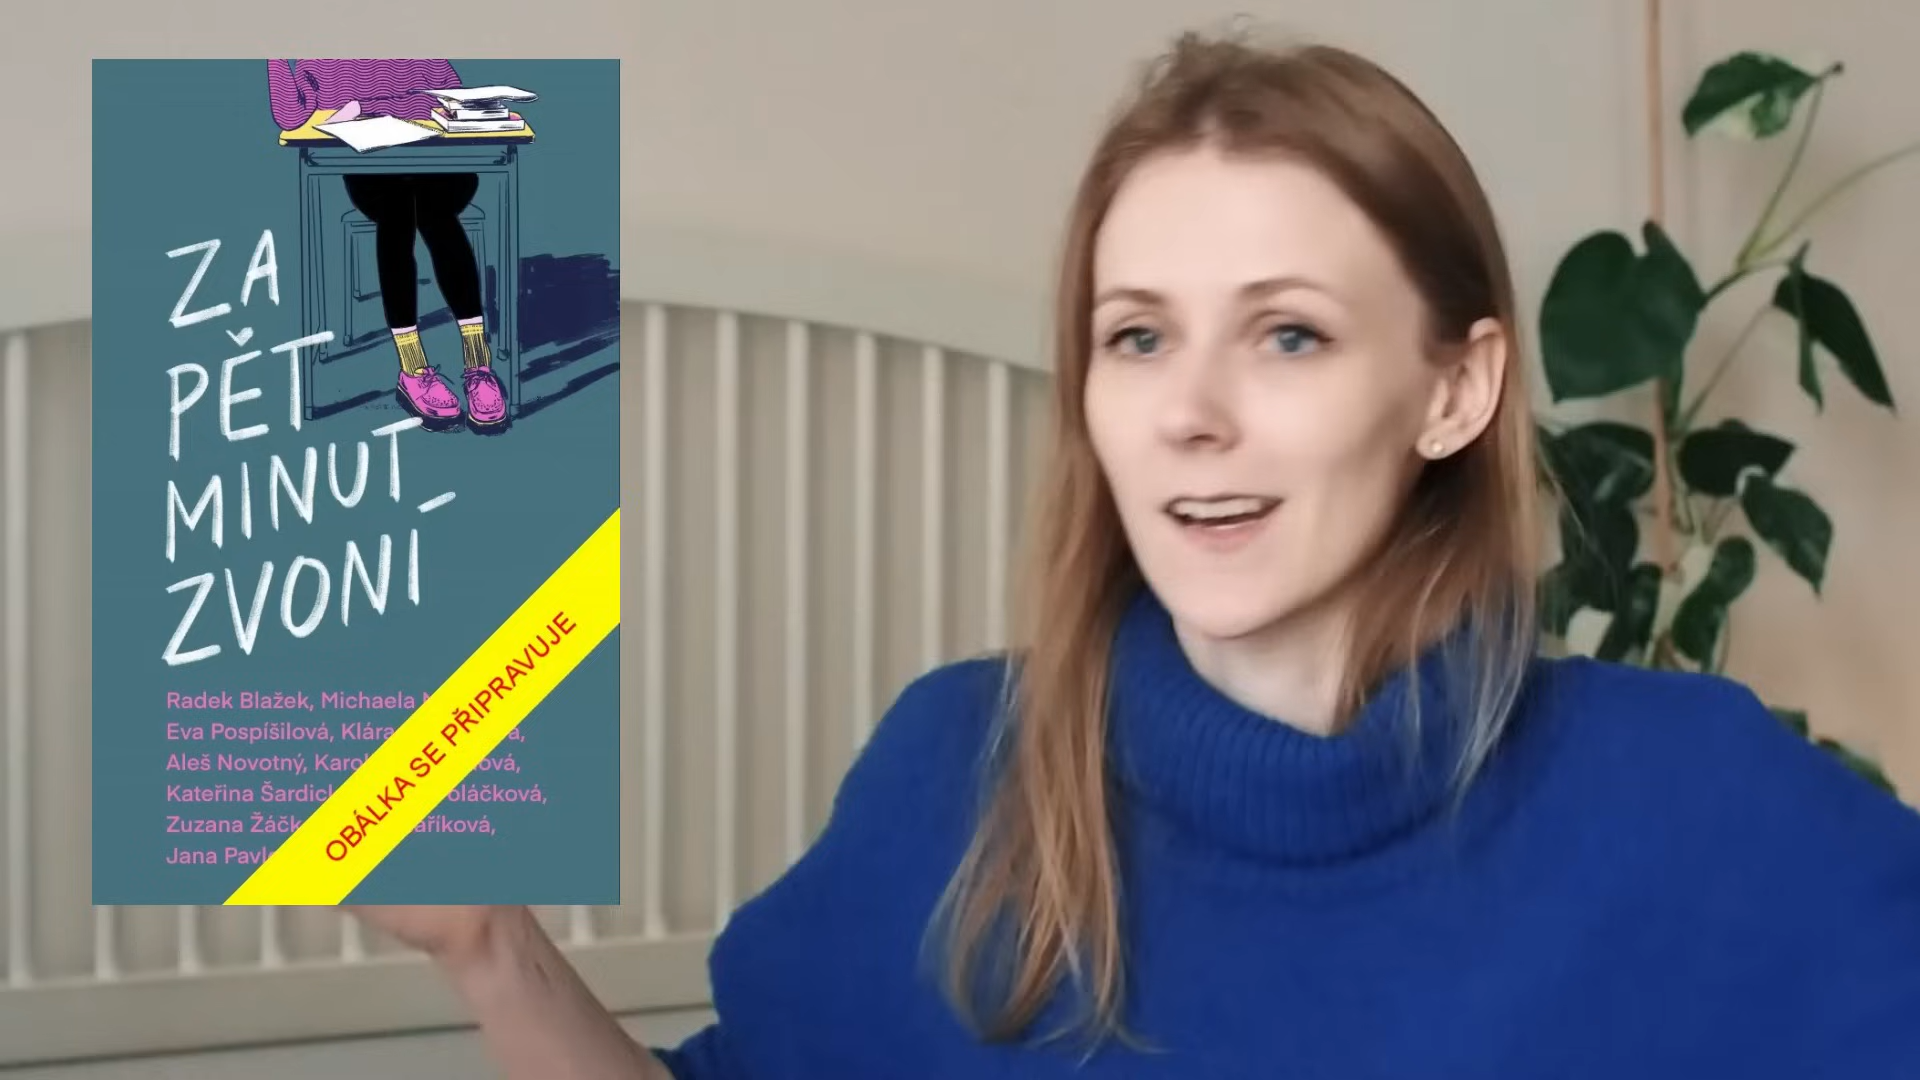 ZA
PĚT
MINUT
ZVONÍ
Radek Blažek, Michaela
Eva Pospíšilová, Klára
Aleš Novotný,
Kateřina
Zuzana
Jana
OBÁLKA SE PŘIPRAVUJE